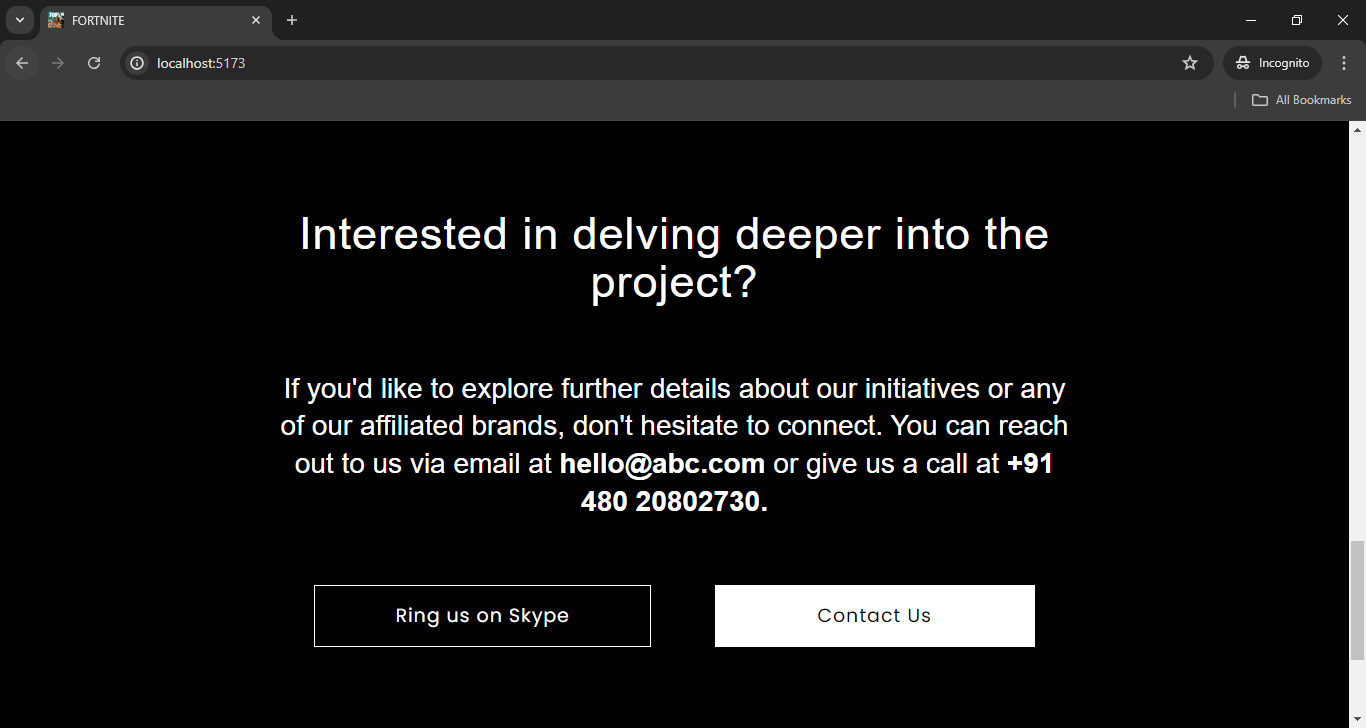 FORTNITE
localhost:5173
Incognito
All Bookmarks
Interested in delving deeper into the
project?
If you'd like to explore further details about our initiatives or any
of our affiliated brands, don't hesitate to connect. You can reach
out to us via email at hello@abc.com or give us a call at +91
480 20802730.
Ring us on Skype
Contact Us